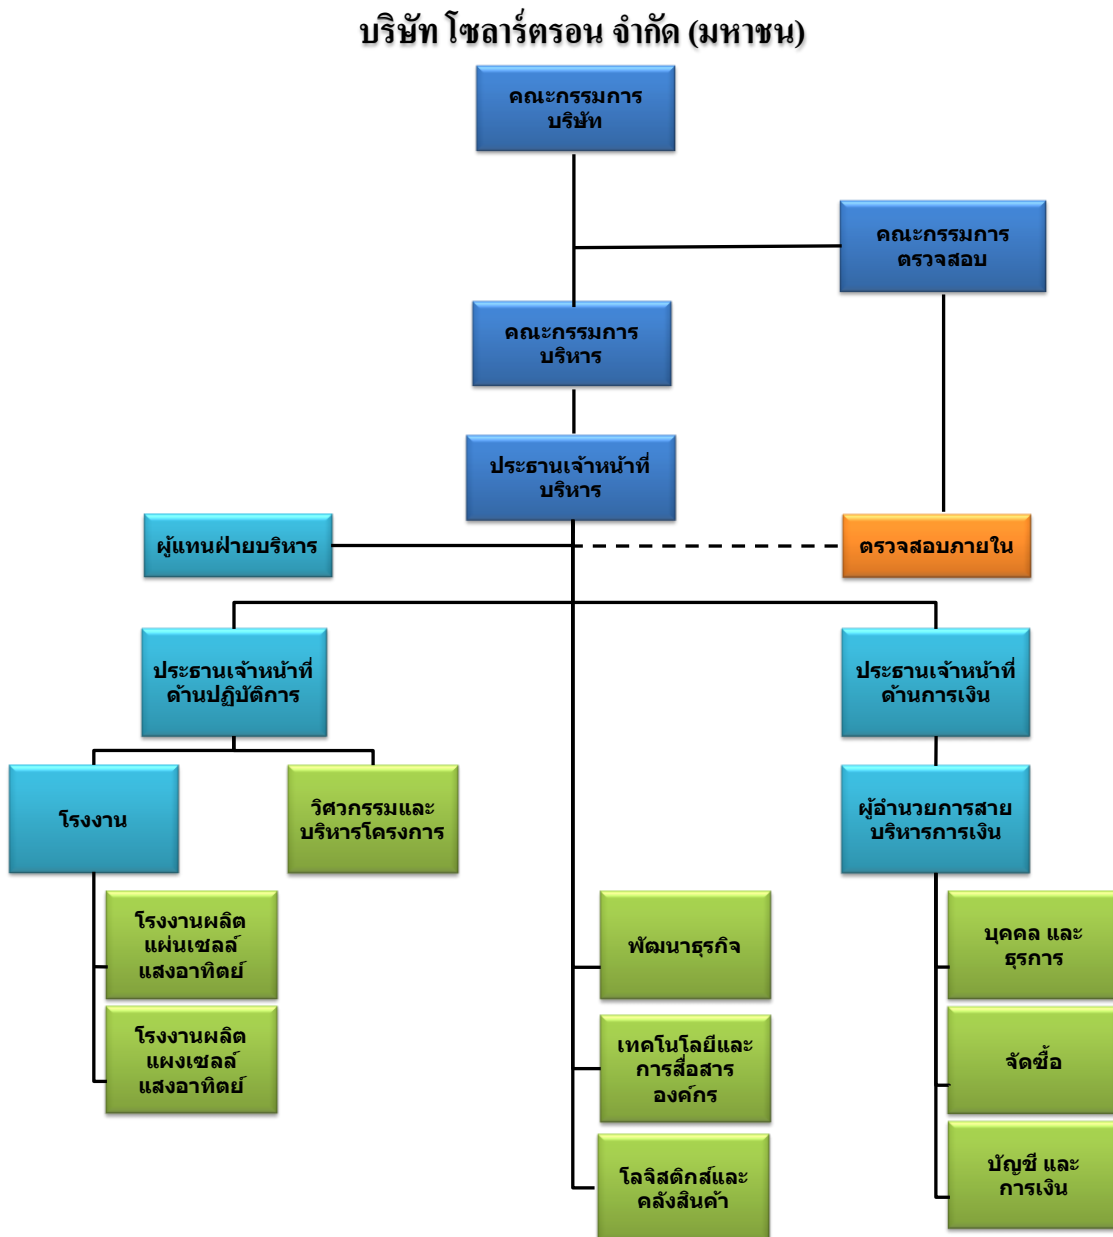 บริษัท โซลาร์ตรอน จำกัด (มหาชน)
คณะกรรมการ
บริษัท
คณะกรรมการ
ตรวจสอบ
คณะกรรมการ
บริหาร
ประธานเจ้าหน้าที่
บริหาร
ผู้แทนฝ่ายบริหาร
ตรวจสอบภายใน
ประธานเจ้าหน้าที่
ด้านปฏิบัติการ
ประธานเจ้าหน้าที่
ด้านการเงิน
โรงงาน
วิศวกรรมและ
บริหารโครงการ
ผู้อำนวยการสาย
บริหารการเงิน
โรงงานผลิต
แผ่นเซลล์
แสงอาทิตย์
พัฒนาธุรกิจ
บุคคล และ
ธุรการ
โรงงานผลิต
แผงเซลล์
แสงอาทิตย์
เทคโนโลยีและ
การสื่อสาร
องค์กร
จัดซื้อ
โลจิสติกส์และ
คลังสินค้า
บัญชี และ
การเงิน